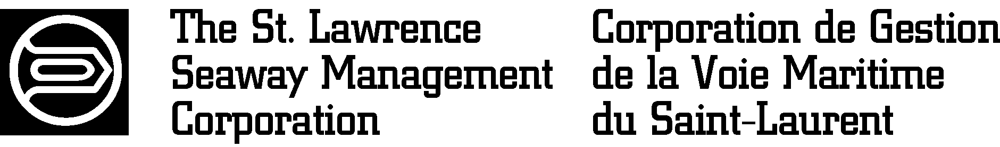 The St. Lawrence
Seaway Management
Corporation
Corporation de Gestion
de la Voie Maritime
du Saint-Laurent